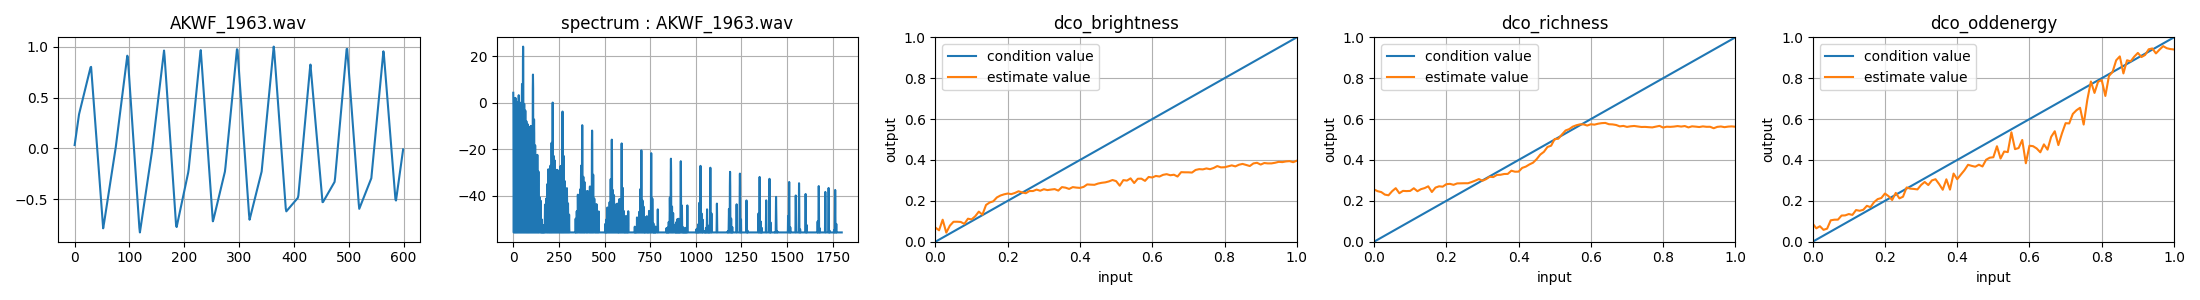 AKWF_1963.wav
1.0
0.5
0.0
−0.5
0 100 200 300 400 500 600
spectrum : AKWF_1963.wav
20
0
−20
−40
0 250 500 750 1000 1250 1500 1750
dco_brightness
condition value
estimate value
output
1.0
0.8
0.6
0.4
0.2
0.0
0.0 0.2 0.4 0.6 0.8 1.0
input
dco_richness
condition value
estimate value
output
1.0
0.8
0.6
0.4
0.2
0.0
0.0 0.2 0.4 0.6 0.8 1.0
input
dco_oddenergy
condition value
estimate value
output
1.0
0.8
0.6
0.4
0.2
0.0
0.0 0.2 0.4 0.6 0.8 1.0
input